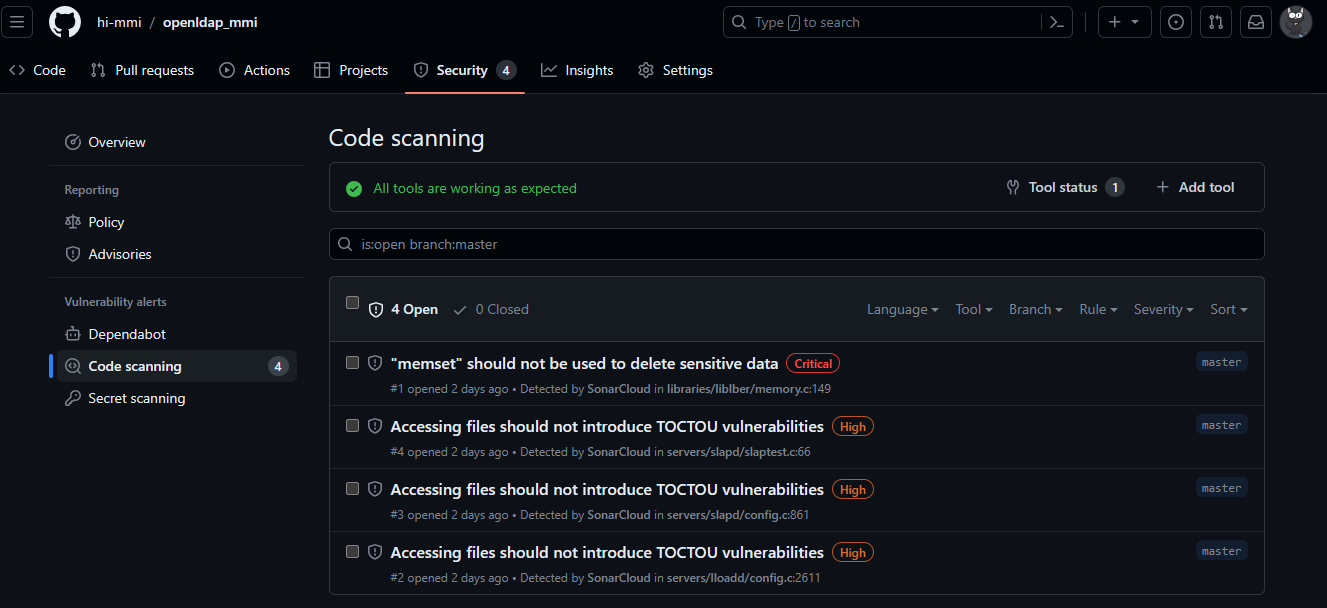 hi-mmi / openldap_mmi
Type / to search
Code
Pull requests
Actions
Projects
Security 4
Insights
Settings
Overview
Reporting
Policy
Advisories
Vulnerability alerts
Dependabot
Code scanning 4
Secret scanning
Code scanning
All tools are working as expected
Tool status 1
Add tool
is:open branch:master
4 Open
0 Closed
Language
Tool
Branch
Rule
Severity
Sort
"memset" should not be used to delete sensitive data Critical master
#1 opened 2 days ago • Detected by SonarCloud in libraries/liblber/memory.c:149
Accessing files should not introduce TOCTOU vulnerabilities High master
#4 opened 2 days ago • Detected by SonarCloud in servers/slapd/slaptest.c:66
Accessing files should not introduce TOCTOU vulnerabilities High master
#3 opened 2 days ago • Detected by SonarCloud in servers/slapd/config.c:861
Accessing files should not introduce TOCTOU vulnerabilities High master
#2 opened 2 days ago • Detected by SonarCloud in servers/lloadd/config.c:2611